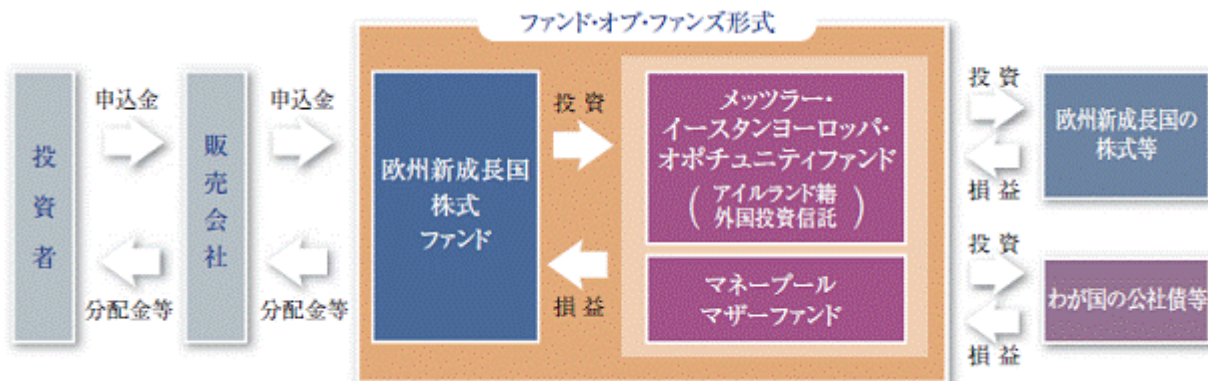 ファンド・オブ・ファンズ形式
投資者
申込金
分配金等
販売会社
申込金
分配金等
欧州新成長国
株式
ファンド
投資
損益
メッツラー・
イースタンヨーロッパ・
オポチュニティファンド
(アイルランド籍
外国投資信託)
マネープール
マザーファンド
投資
損益
欧州新成長国の
株式等
投資
損益
わが国の公社債等